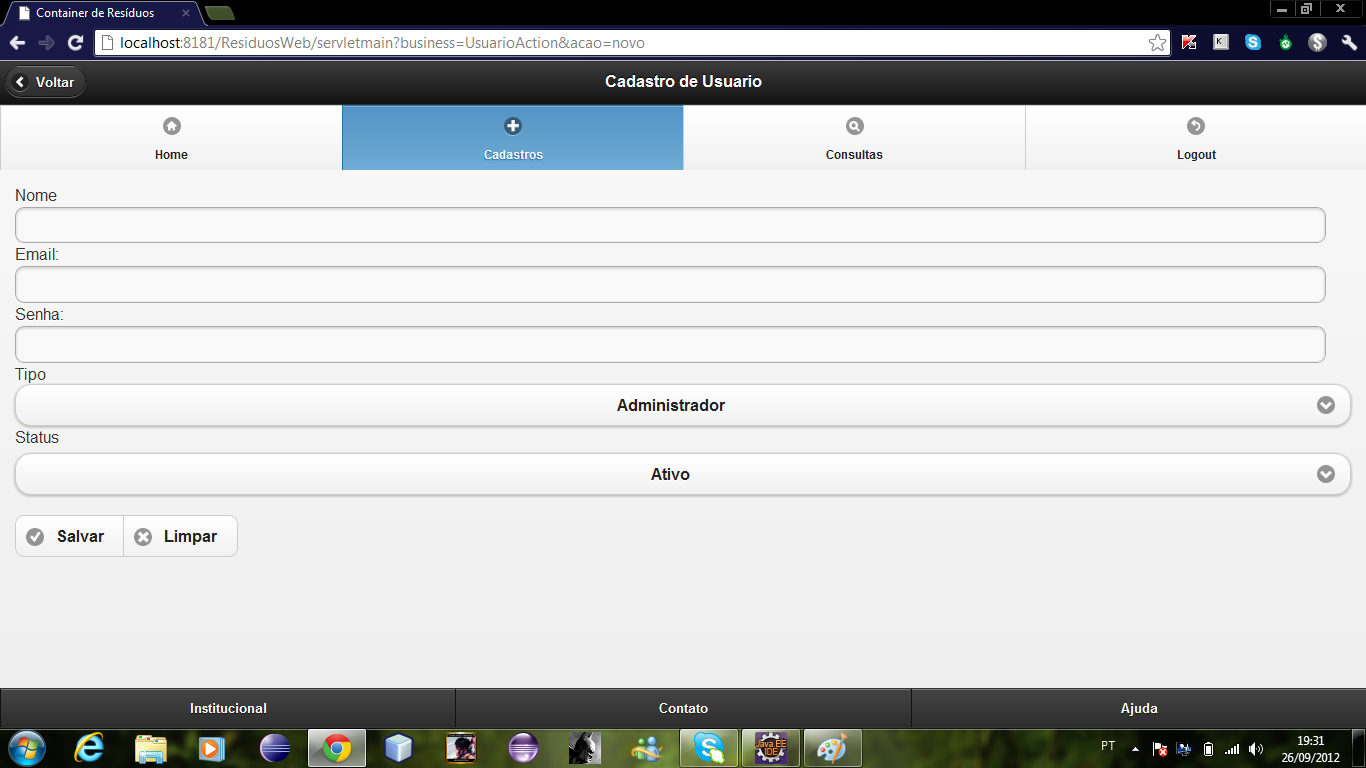 Container de Resíduos
localhost:8181/ResiduosWeb/servletmain?business=UsuarioAction&acao=novo
Voltar
Cadastro de Usuario
Home
Cadastros
Consultas
Logout
Nome
Email:
Senha:
Tipo
Administrador
Status
Ativo
Salvar
Limpar
Institucional
Contato
Ajuda
Java EE
IDE
PT
19:31
26/09/2012